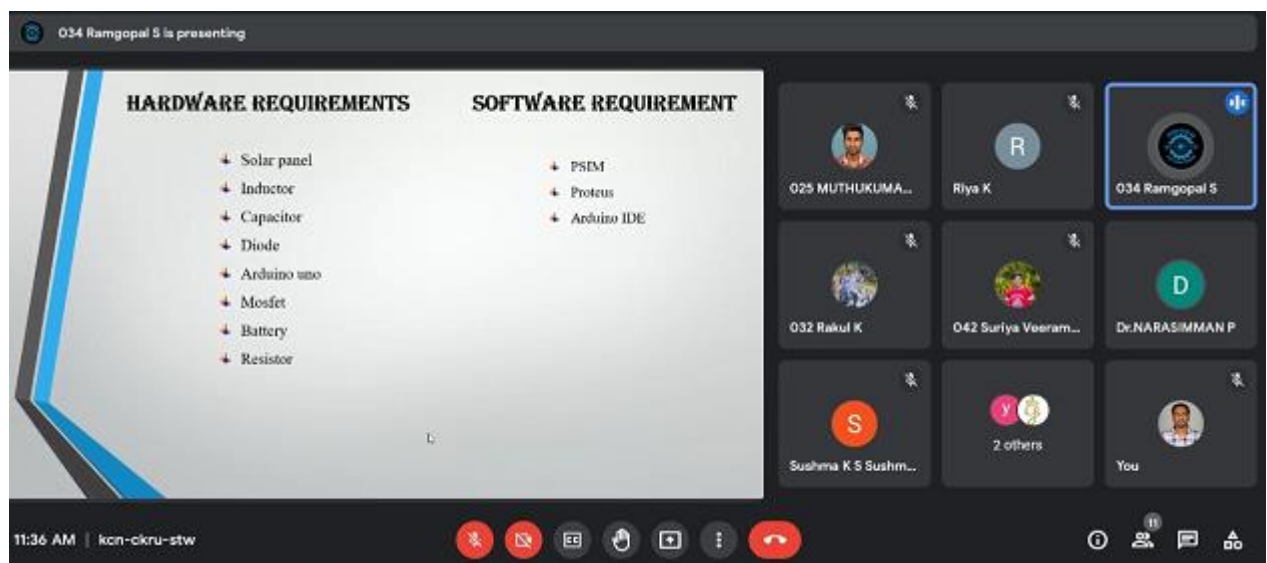 034 Ramgopal S is presenting
HARDWARE REQUIREMENTS
Solar panel
Inductor
Capacitor
Diode
Arduino uno
Mosfet
Battery
Resistor
SOFTWARE REQUIREMENT
PSIM
Proteus
Arduino IDE
025 MUTHUKUMA...
R
Riya K
034 Ramgopal S
032 Rakul K
042 Suriya Veeram...
D
Dr.NARASIMMAN P
S
Sushma K S Sushm...
y
2 others
You
11:36 AM | kcn-ckru-stw
CC
11